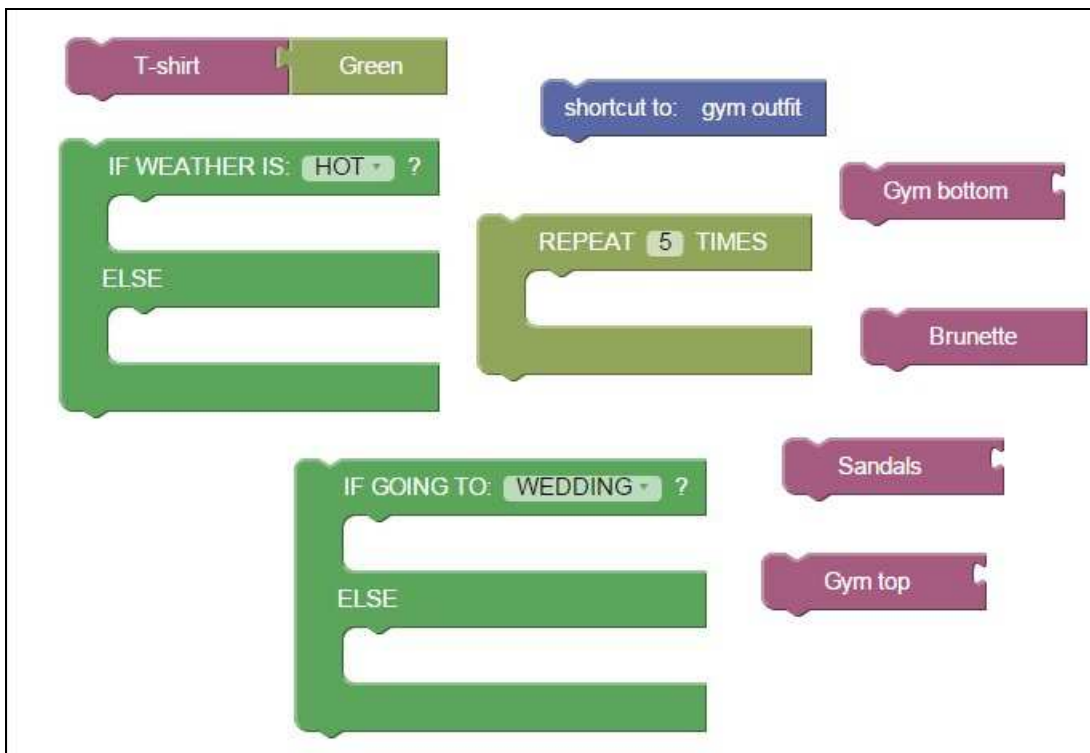 T-shirt Green
shortcut to: gym outfit
IF WEATHER IS: HOT ?
Gym bottom
REPEAT 5 TIMES
ELSE
Brunette
Sandals
IF GOING TO: WEDDING ?
Gym top
ELSE